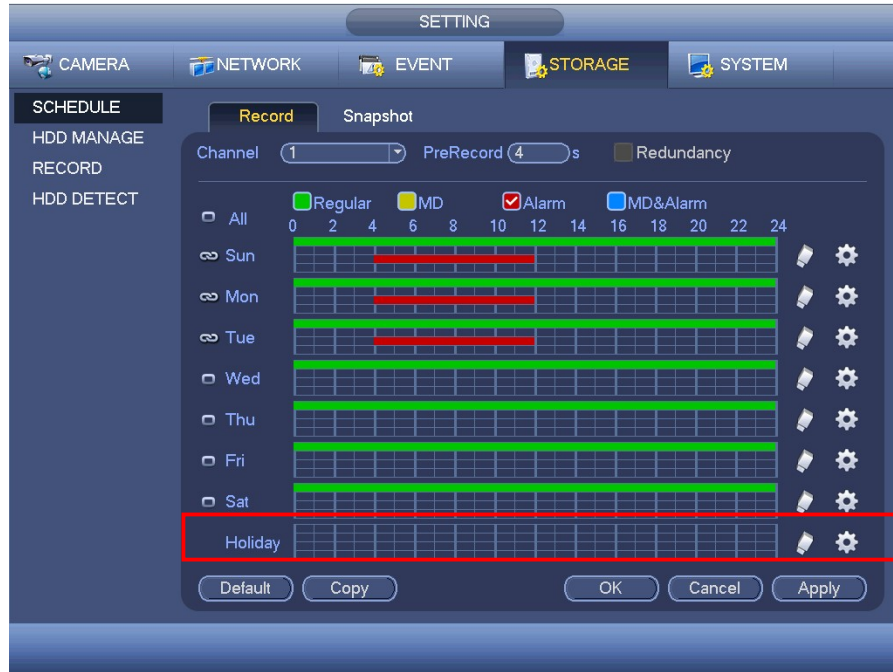 SETTING
CAMERA NETWORK EVENT STORAGE SYSTEM
SCHEDULE
HDD MANAGE
RECORD
HDD DETECT
Record Snapshot
Channel 1 PreRecord 4 s Redundancy
Regular MD Alarm MD&Alarm
All 0 2 4 6 8 10 12 14 16 18 20 22 24
Sun
Mon
Tue
Wed
Thu
Fri
Sat
Holiday
Default Copy OK Cancel Apply